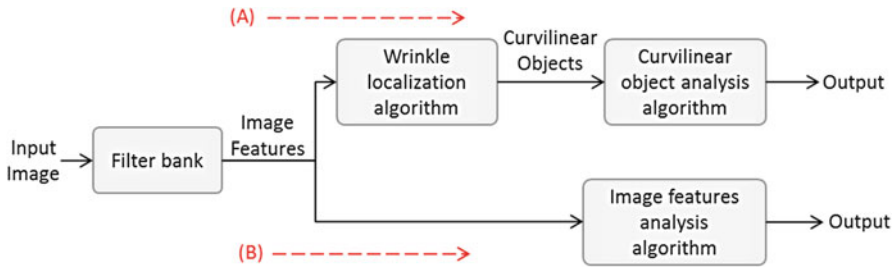 (A)
Input
Image
Filter bank
Image
Features
Wrinkle
localization
algorithm
Curvilinear
Objects
Curvilinear
object analysis
algorithm
Output
Image features
analysis
algorithm
Output
(B)